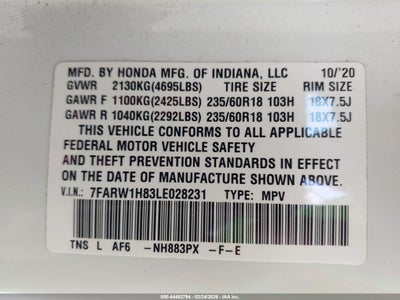 MFD. BY HONDA MFG. OF INDIANA, LLC 10/'20
GVWR 2130KG(4695LBS) TIRE SIZE RIM SIZE
GAWR F 1100KG(2425LBS) 235/60R18 103H 18X7.5J
GAWR R 1040KG(2292LBS) 235/60R18 103H 18X7.5J
THIS VEHICLE CONFORMS TO ALL APPLICABLE
FEDERAL MOTOR VEHICLE SAFETY
AND THEFT PREVENTION STANDARDS IN EFFECT
ON THE DATE OF MANUFACTURE SHOWN ABOVE.
V.I.N.: 7FARW1H83LE028231 TYPE: MPV
TNS L AF6 -NH883PX -F-E
000-44463764 - 02/24/2026 - IAA Inc.